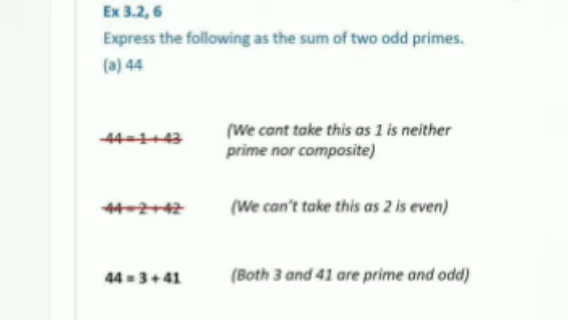 Ex 3.2, 6
Express the following as the sum of two odd primes.
(a) 44
44 = 1 + 43 (We cant take this as 1 is neither
prime nor composite)
44 = 2 + 42 (We can't take this as 2 is even)
44 = 3 + 41 (Both 3 and 41 are prime and odd)